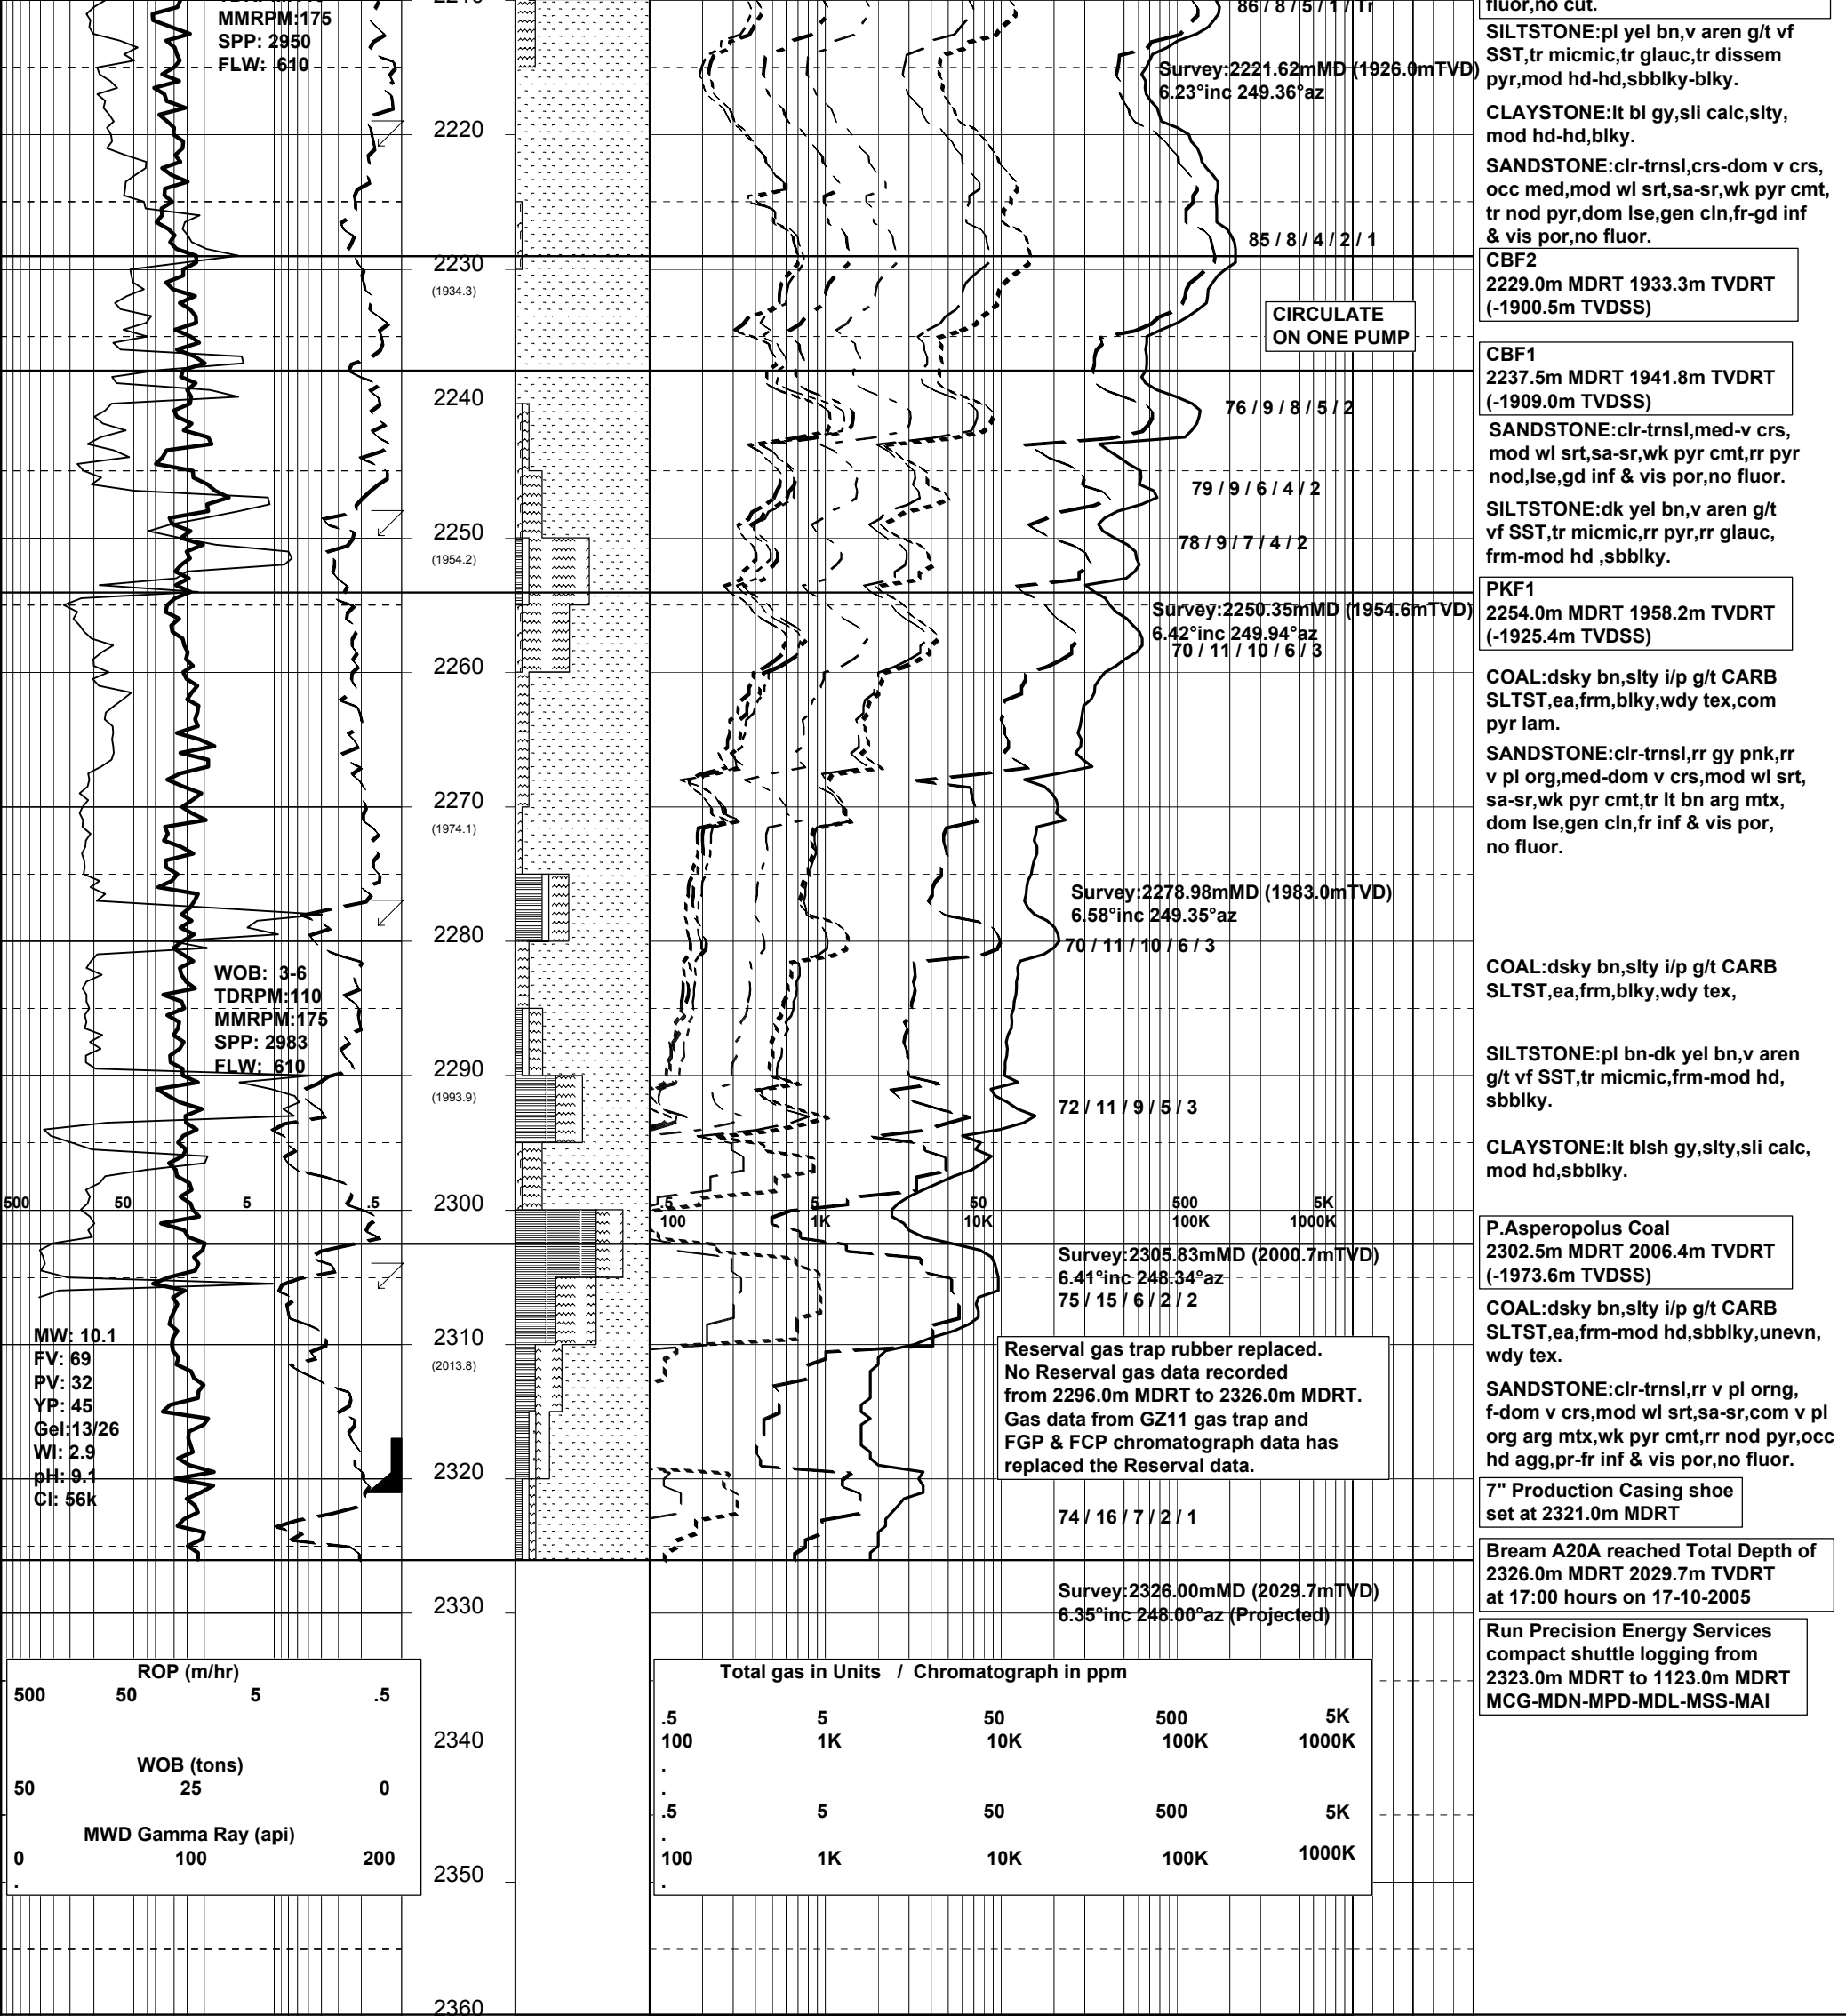 MMRPM:175
SPP: 2950
FLW: 610
2220
2230
(1934.3)
2240
2250
(1954.2)
2260
2270
(1974.1)
2280
WOB: 3-6
TDRPM:110
MMRPM:175
SPP: 2983
FLW: 610
2290
(1993.9)
500 50 5 .5
2300
.5 5 50 500 5K
100 1K 10K 100K 1000K
MW: 10.1
FV: 69
PV: 32
YP: 45
Gel:13/26
Wl: 2.9
pH: 9.1
Cl: 56k
2310
(2013.8)
2320
2330
2340
2350
2360
86 / 8 / 5 / 1 / Tr
Survey:2221.62mMD (1926.0mTVD)
6.23°inc 249.36°az
85 / 8 / 4 / 2 / 1
CIRCULATE
ON ONE PUMP
76 / 9 / 8 / 5 / 2
79 / 9 / 6 / 4 / 2
78 / 9 / 7 / 4 / 2
Survey:2250.35mMD (1954.6mTVD)
6.42°inc 249.94°az
70 / 11 / 10 / 6 / 3
Survey:2278.98mMD (1983.0mTVD)
6.58°inc 249.35°az
70 / 11 / 10 / 6 / 3
72 / 11 / 9 / 5 / 3
Survey:2305.83mMD (2000.7mTVD)
6.41°inc 248.34°az
75 / 15 / 6 / 2 / 2
Reserval gas trap rubber replaced.
No Reserval gas data recorded
from 2296.0m MDRT to 2326.0m MDRT.
Gas data from GZ11 gas trap and
FGP & FCP chromatograph data has
replaced the Reserval data.
74 / 16 / 7 / 2 / 1
Survey:2326.00mMD (2029.7mTVD)
6.35°inc 248.00°az (Projected)
fluor,no cut.
SILTSTONE:pl yel bn,v aren g/t vf
SST,tr micmic,tr glauc,tr dissem
pyr,mod hd-hd,sbblky-blky.
CLAYSTONE:lt bl gy,sli calc,slty,
mod hd-hd,blky.
SANDSTONE:clr-trnsl,crs-dom v crs,
occ med,mod wl srt,sa-sr,wk pyr cmt,
tr nod pyr,dom lse,gen cln,fr-gd inf
& vis por,no fluor.
CBF2
2229.0m MDRT 1933.3m TVDRT
(-1900.5m TVDSS)
CBF1
2237.5m MDRT 1941.8m TVDRT
(-1909.0m TVDSS)
SANDSTONE:clr-trnsl,med-v crs,
mod wl srt,sa-sr,wk pyr cmt,rr pyr
nod,lse,gd inf & vis por,no fluor.
SILTSTONE:dk yel bn,v aren g/t
vf SST,tr micmic,rr pyr,rr glauc,
frm-mod hd ,sbblky.
PKF1
2254.0m MDRT 1958.2m TVDRT
(-1925.4m TVDSS)
COAL:dsky bn,slty i/p g/t CARB
SLTST,ea,frm,blky,wdy tex,com
pyr lam.
SANDSTONE:clr-trnsl,rr gy pnk,rr
v pl org,med-dom v crs,mod wl srt,
sa-sr,wk pyr cmt,tr lt bn arg mtx,
dom lse,gen cln,fr inf & vis por,
no fluor.
COAL:dsky bn,slty i/p g/t CARB
SLTST,ea,frm,blky,wdy tex,
SILTSTONE:pl bn-dk yel bn,v aren
g/t vf SST,tr micmic,frm-mod hd,
sbblky.
CLAYSTONE:lt blsh gy,slty,sli calc,
mod hd,sbblky.
P.Asperopolus Coal
2302.5m MDRT 2006.4m TVDRT
(-1973.6m TVDSS)
COAL:dsky bn,slty i/p g/t CARB
SLTST,ea,frm-mod hd,sbblky,unevn,
wdy tex.
SANDSTONE:clr-trnsl,rr v pl orng,
f-dom v crs,mod wl srt,sa-sr,com v pl
org arg mtx,wk pyr cmt,rr nod pyr,occ
hd agg,pr-fr inf & vis por,no fluor.
7" Production Casing shoe
set at 2321.0m MDRT
Bream A20A reached Total Depth of
2326.0m MDRT 2029.7m TVDRT
at 17:00 hours on 17-10-2005
Run Precision Energy Services
compact shuttle logging from
2323.0m MDRT to 1123.0m MDRT
MCG-MDN-MPD-MDL-MSS-MAI
ROP (m/hr)
500 50 5 .5
WOB (tons)
50 25 0
MWD Gamma Ray (api)
0 100 200
.
Total gas in Units / Chromatograph in ppm
.5 5 50 500 5K
100 1K 10K 100K 1000K
.
.
.5 5 50 500 5K
.
100 1K 10K 100K 1000K
.